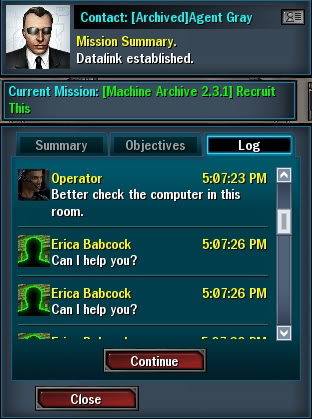 Contact: [Archived]Agent Gray
Mission Summary.
Datalink established.
Current Mission: [Machine Archive 2.3.1] Recruit
This
Summary Objectives Log
Operator 5:07:23 PM
Better check the computer in this
room.
Erica Babcock 5:07:26 PM
Can I help you?
Erica Babcock 5:07:26 PM
Can I help you?
Continue
Close